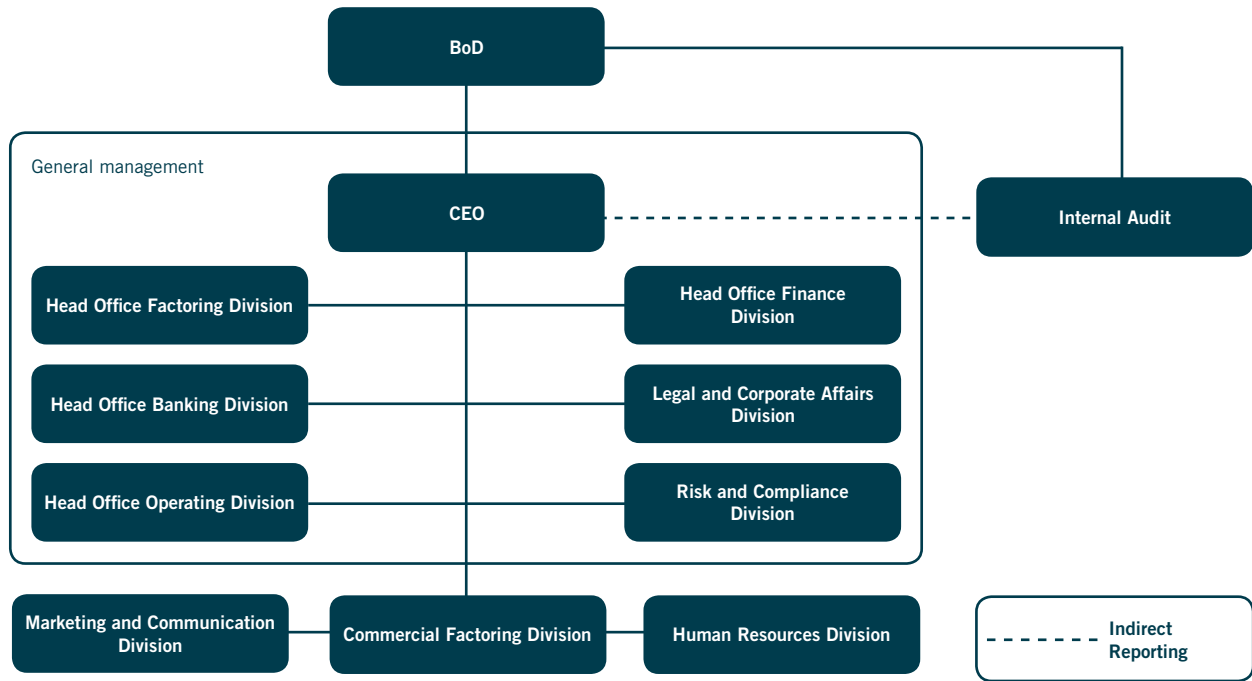 BoD
General management
CEO
Internal Audit
Head Office Factoring Division
Head Office Finance
Division
Head Office Banking Division
Legal and Corporate Affairs
Division
Head Office Operating Division
Risk and Compliance
Division
Marketing and Communication
Division
Commercial Factoring Division
Human Resources Division
Indirect
Reporting